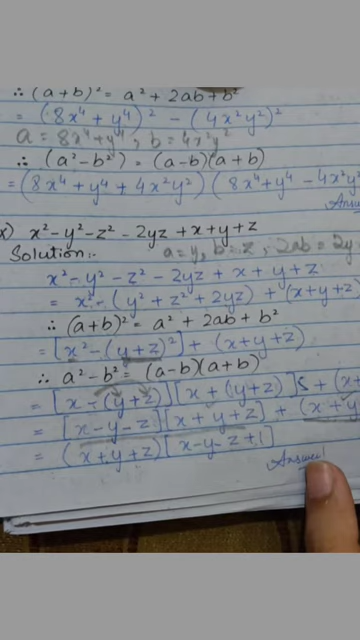 ∴ (a+b)² = a² + 2ab + b²
= (8x⁴ + y⁴)² − (4x²y²)²
a = 8x⁴ + y⁴, b = 4x²y²
∴ (a² − b²) = (a−b)(a+b)
= (8x⁴ + y⁴ + 4x²y²) (8x⁴ + y⁴ − 4x²y²
Answ
x) x² − y² − z² − 2yz + x + y + z
Solution:- a = y, b = z, 2ab = 2y
x² − y² − z² − 2yz + x + y + z
= x² − (y² + z² + 2yz) + (x+y+z)
∴ (a+b)² = a² + 2ab + b²
= [x² − (y+z)²] + (x+y+z)
∴ a² − b² = (a−b)(a+b)
= [x − (y+z)] [x + (y+z)] + (x+
= [x − y − z] [x + y + z] + (x + y
= (x+y+z) [x−y−z+1]
Answer!